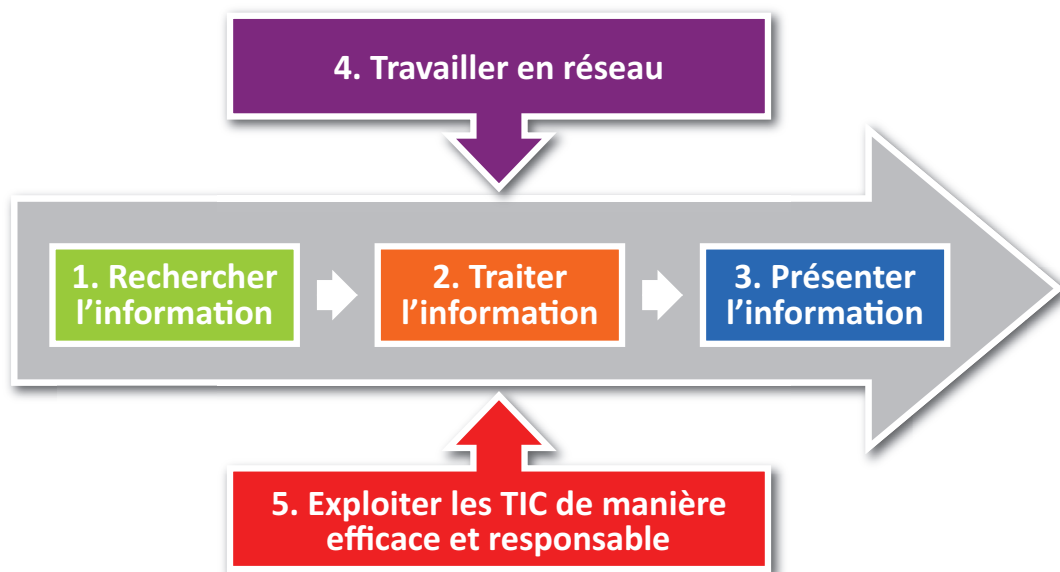 4. Travailler en réseau
1. Rechercher
l’information
2. Traiter
l’information
3. Présenter
l’information
5. Exploiter les TIC de manière
efficace et responsable